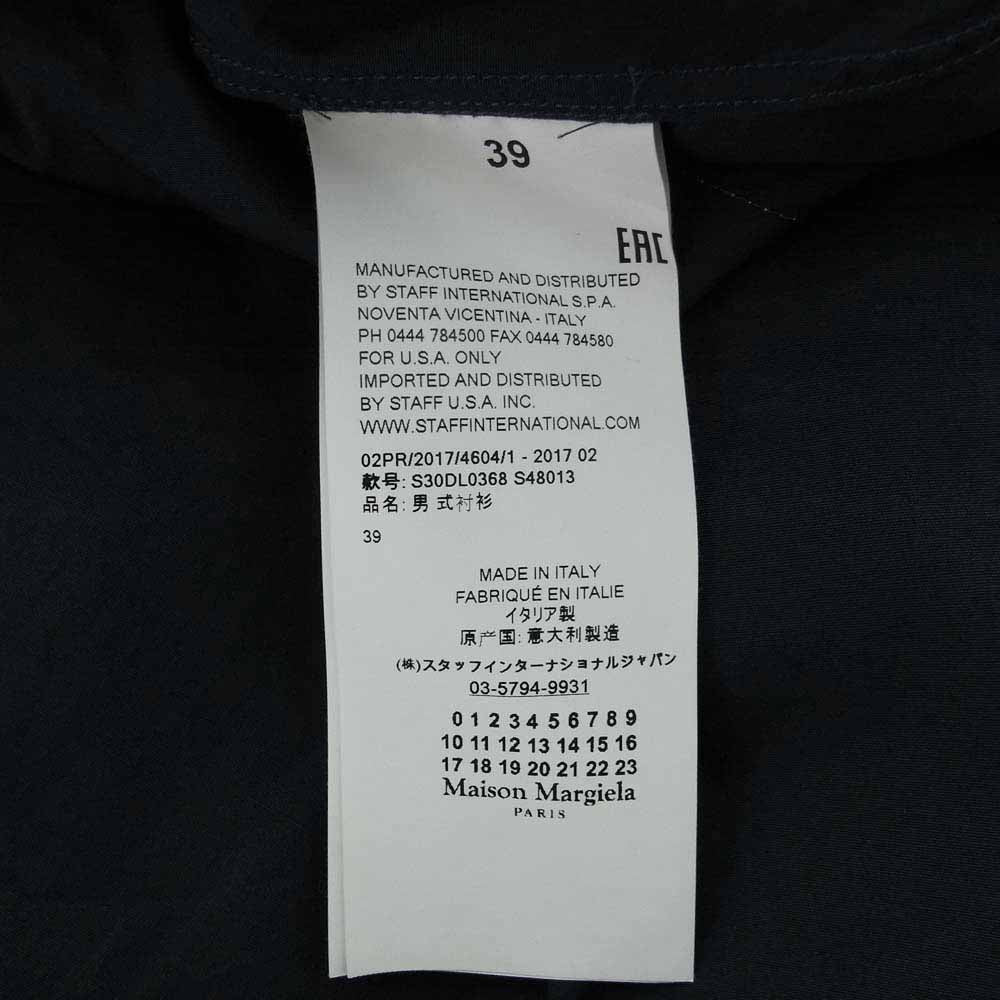 39
EAC
MANUFACTURED AND DISTRIBUTED
BY STAFF INTERNATIONAL S.P.A.
NOVENTA VICENTINA - ITALY
PH 0444 784500 FAX 0444 784580
FOR U.S.A. ONLY
IMPORTED AND DISTRIBUTED
BY STAFF U.S.A. INC.
WWW.STAFFINTERNATIONAL.COM
02PR/2017/4604/1 - 2017 02
款号: S30DL0368 S48013
品名: 男 式衬衫
39
MADE IN ITALY
FABRIQUÉ EN ITALIE
イタリア製
原产国: 意大利製造
(株)スタッフインターナショナルジャパン
03-5794-9931
0 1 2 3 4 5 6 7 8 9
10 11 12 13 14 15 16
17 18 19 20 21 22 23
Maison Margiela
PARIS